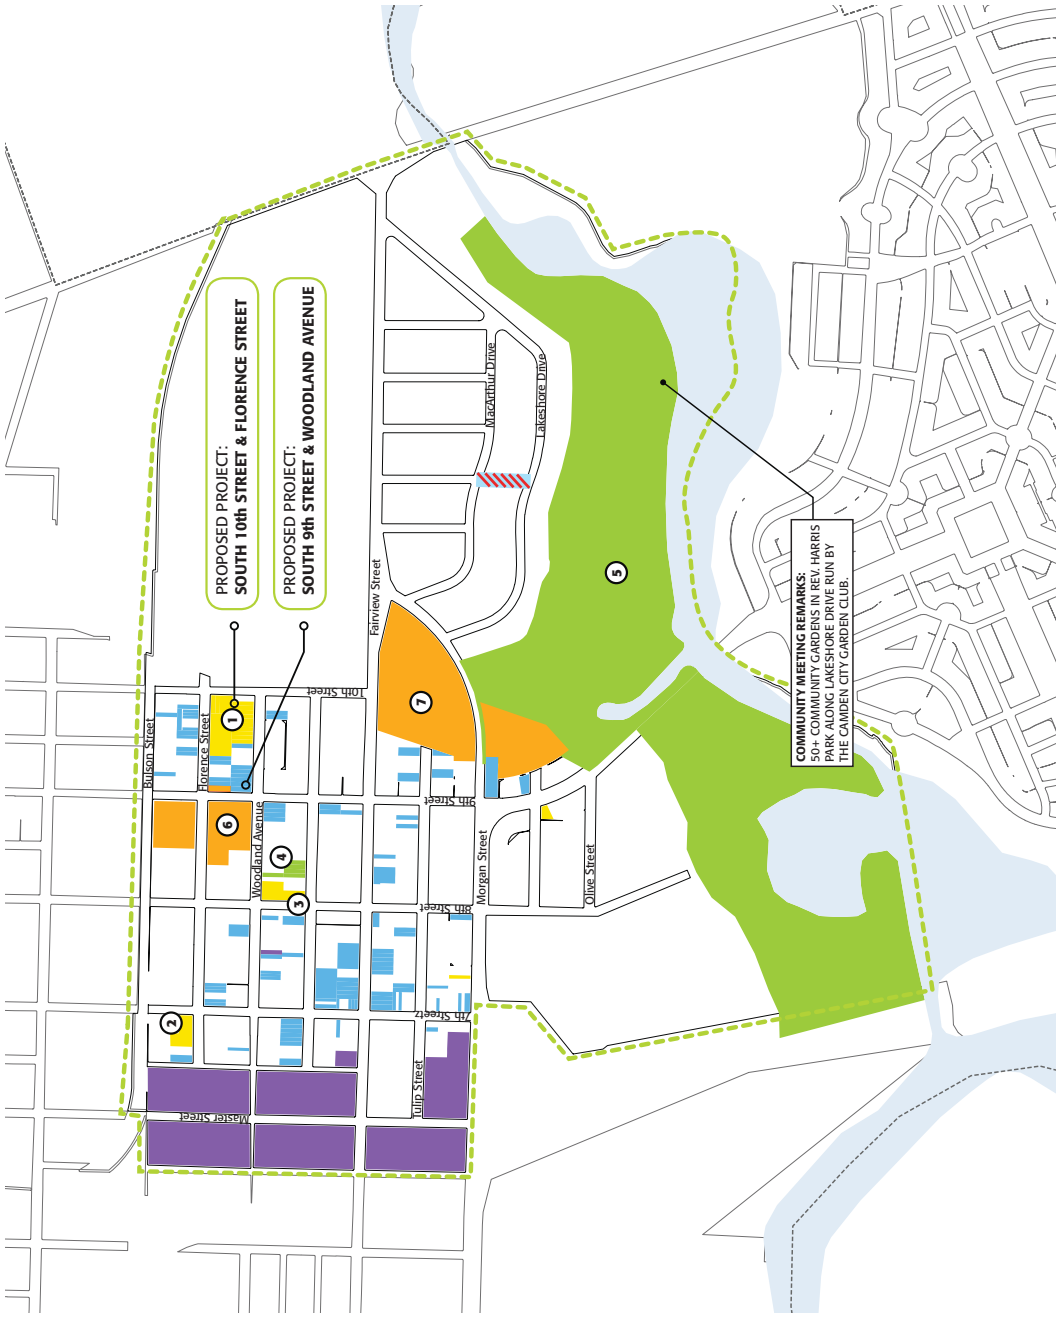 PROPOSED PROJECT:
SOUTH 10th STREET & FLORENCE STREET
PROPOSED PROJECT:
SOUTH 9th STREET & WOODLAND AVENUE
MacArthur Drive
Lakeshore Drive
Fairview Street
10th Street
Bulson Street
Florence Street
Woodland Avenue
9th Street
Morgan Street
Olive Street
8th Street
7th Streetz
Tulip Street
Master Street
1
2
3
4
5
6
7
COMMUNITY MEETING REMARKS:
50+ COMMUNITY GARDENS IN REV. HARRIS
PARK ALONG LAKESHORE DRIVE RUN BY
THE CAMDEN CITY GARDEN CLUB.